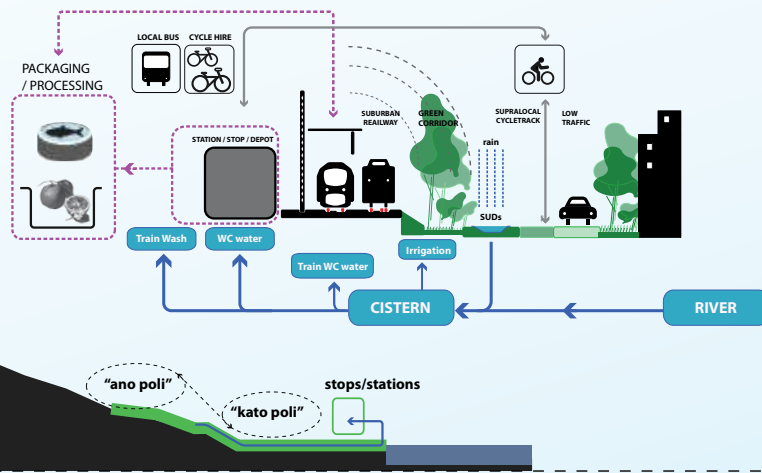 LOCAL BUS
CYCLE HIRE
PACKAGING
/ PROCESSING
STATION / STOP / DEPOT
SUBURBAN
REAILWAY
GREEN
CORRIDOR
SUPRALOCAL
CYCLETRACK
LOW
TRAFFIC
rain
SUDs
Train Wash
WC water
Train WC water
Irrigation
CISTERN
RIVER
“ano poli”
“kato poli”
stops/stations